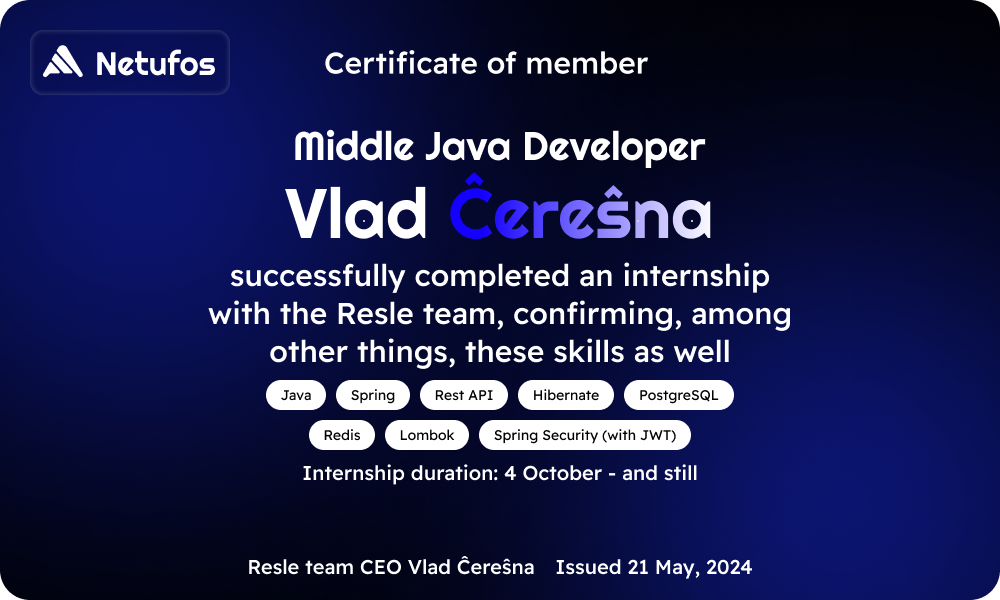 Netufos
Certificate of member
Middle Java Developer
Vlad Ĉereŝna
successfully completed an internship
with the Resle team, confirming, among
other things, these skills as well
Java Spring Rest API Hibernate PostgreSQL
Redis Lombok Spring Security (with JWT)
Internship duration: 4 October - and still
Resle team CEO Vlad Ĉereŝna Issued 21 May, 2024